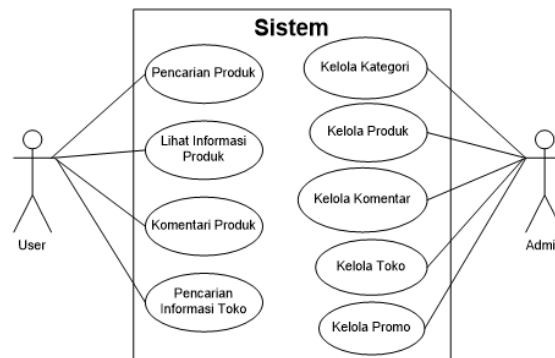 Sistem
Pencarian Produk
Lihat Informasi
Produk
Komentari Produk
Pencarian
Informasi Toko
Kelola Kategori
Kelola Produk
Kelola Komentar
Kelola Toko
Kelola Promo
User
Admi